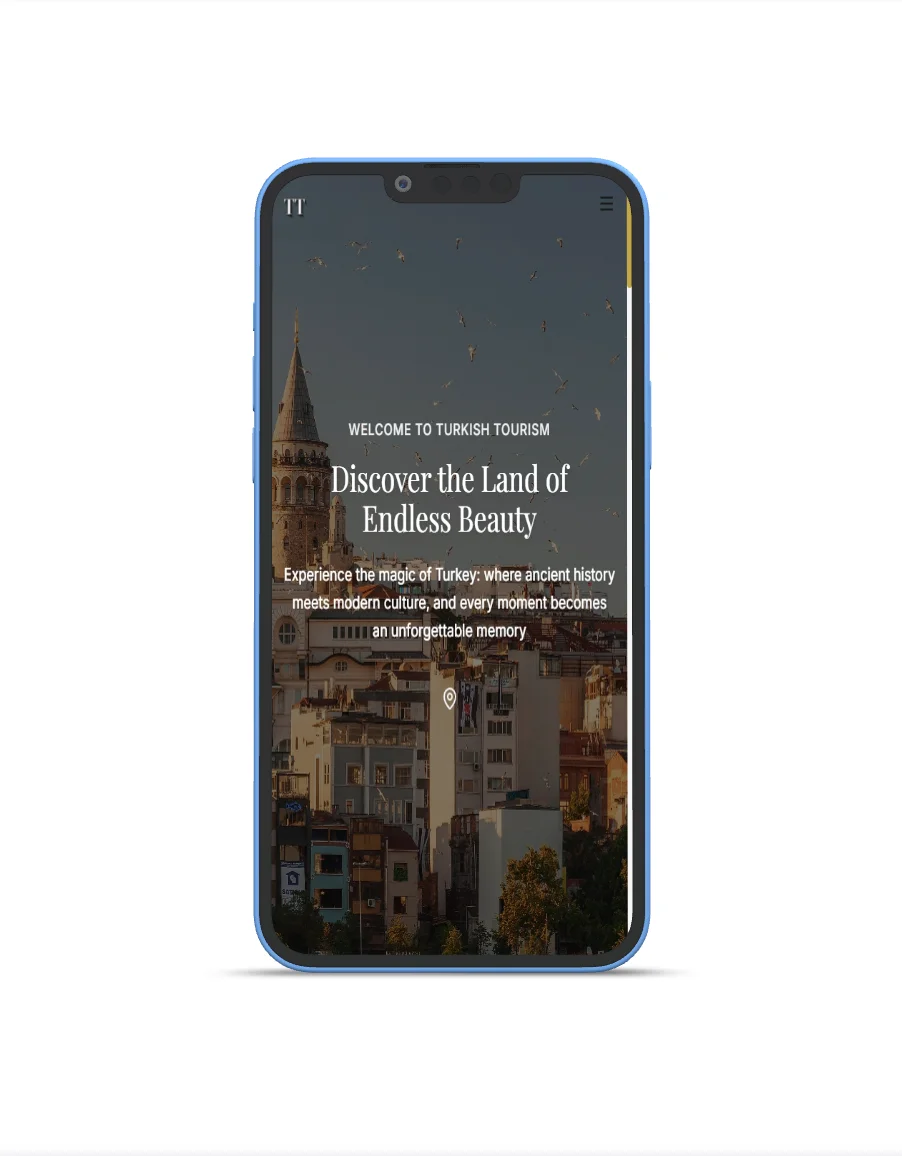 TT
WELCOME TO TURKISH TOURISM
Discover the Land of
Endless Beauty
Experience the magic of Turkey: where ancient history
meets modern culture, and every moment becomes
an unforgettable memory